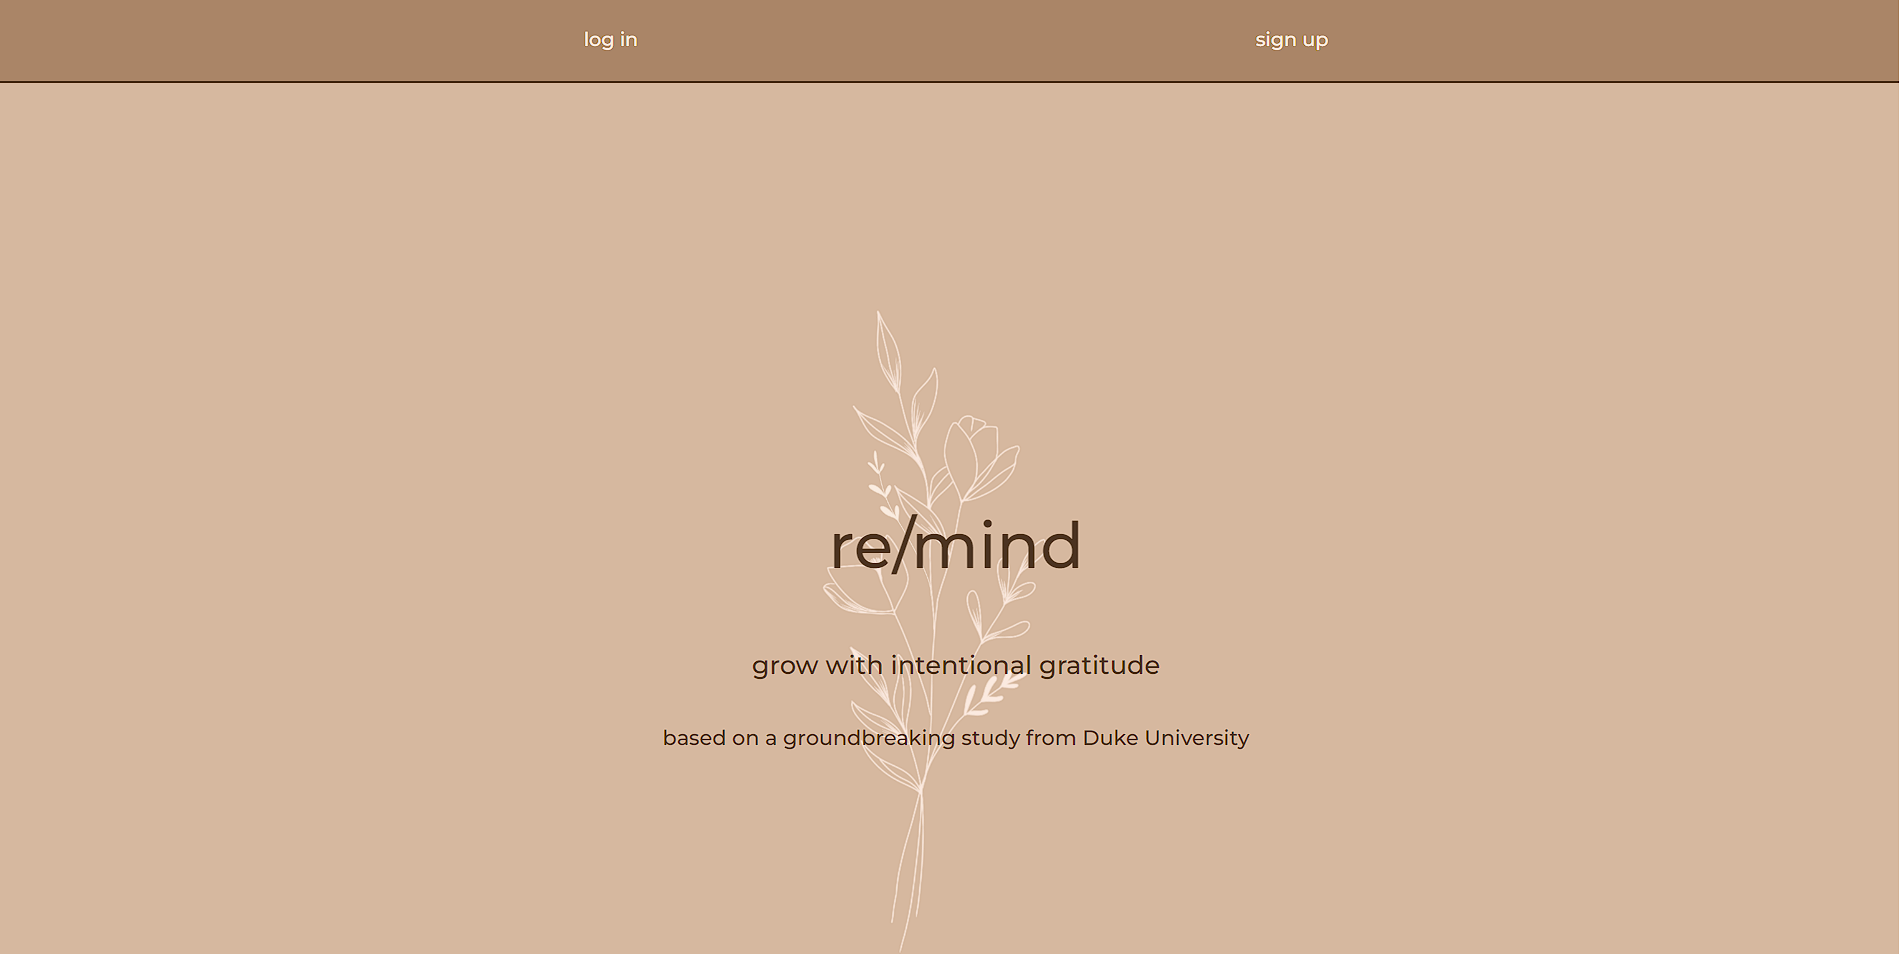 log in
sign up
re/mind
grow with intentional gratitude
based on a groundbreaking study from Duke University